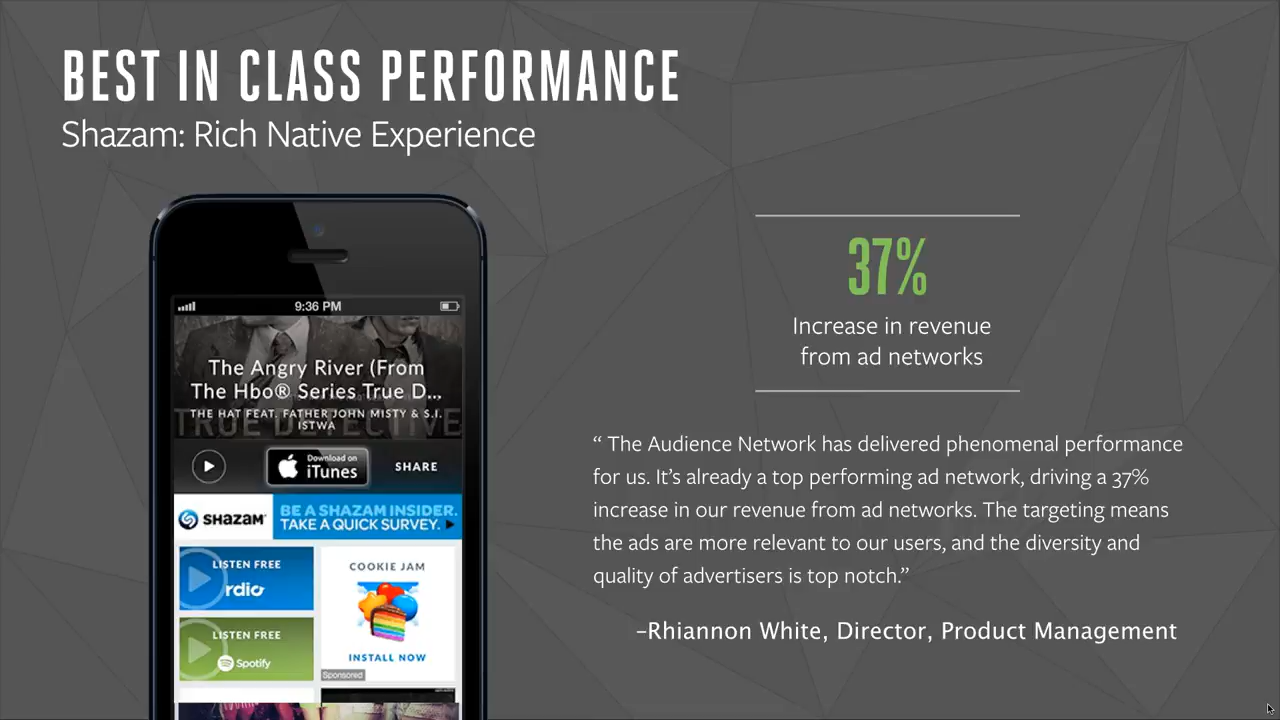 BEST IN CLASS PERFORMANCE
Shazam: Rich Native Experience
9:36 PM
The Angry River (From
The Hbo® Series True D...
THE HAT FEAT. FATHER JOHN MISTY & S.I.
ISTWA
TRUE DETECTIVE
Download on
iTunes
SHARE
SHAZAM
BE A SHAZAM INSIDER.
TAKE A QUICK SURVEY.
LISTEN FREE
rdio
LISTEN FREE
Spotify
COOKIE JAM
INSTALL NOW
Sponsored
37%
Increase in revenue
from ad networks
“ The Audience Network has delivered phenomenal performance
for us. It’s already a top performing ad network, driving a 37%
increase in our revenue from ad networks. The targeting means
the ads are more relevant to our users, and the diversity and
quality of advertisers is top notch.”
–Rhiannon White, Director, Product Management